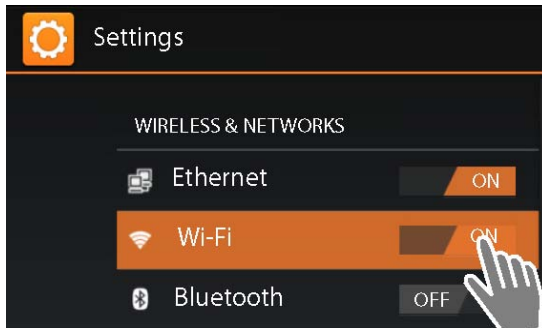 Settings
WIRELESS & NETWORKS
Ethernet ON
Wi-Fi ON
Bluetooth OFF